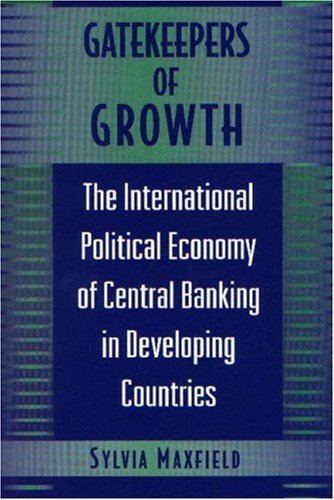 GATEKEEPERS
OF
GROWTH
The International
Political Economy
of Central Banking
in Developing
Countries
SYLVIA MAXFIELD